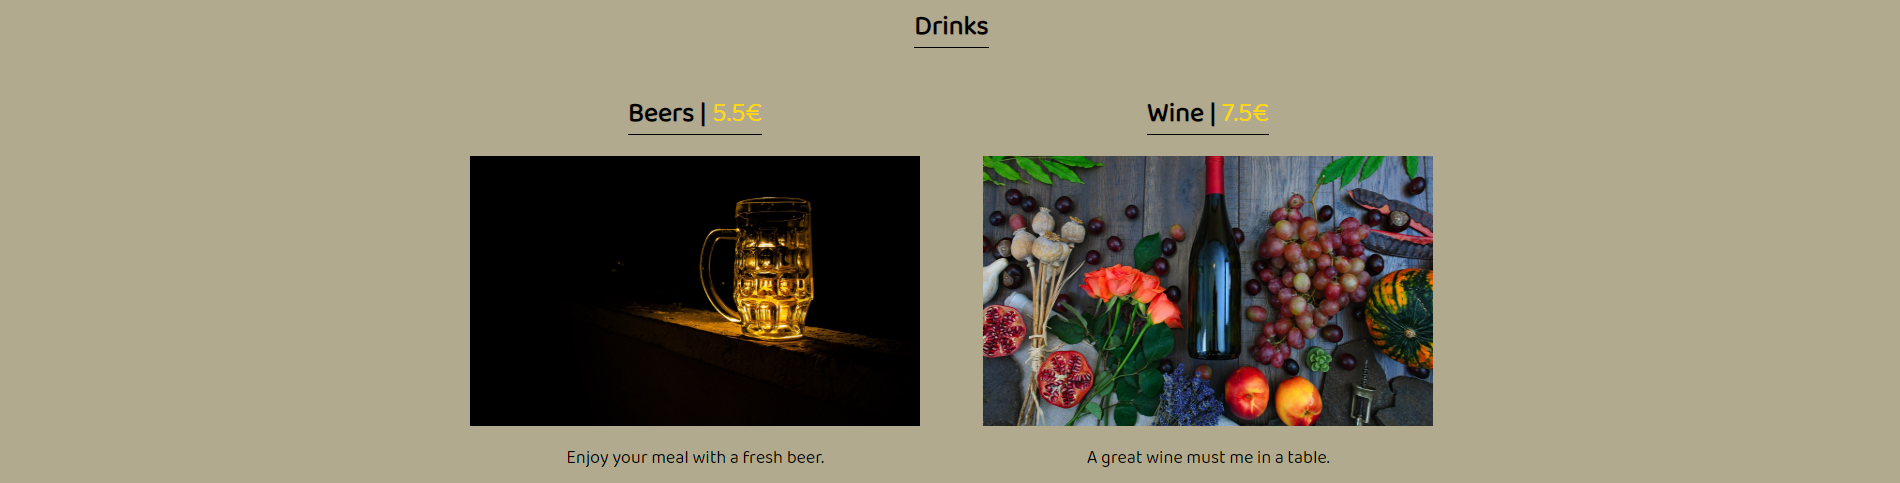 Drinks
Beers | 5.5€
Wine | 7.5€
Enjoy your meal with a fresh beer.
A great wine must me in a table.